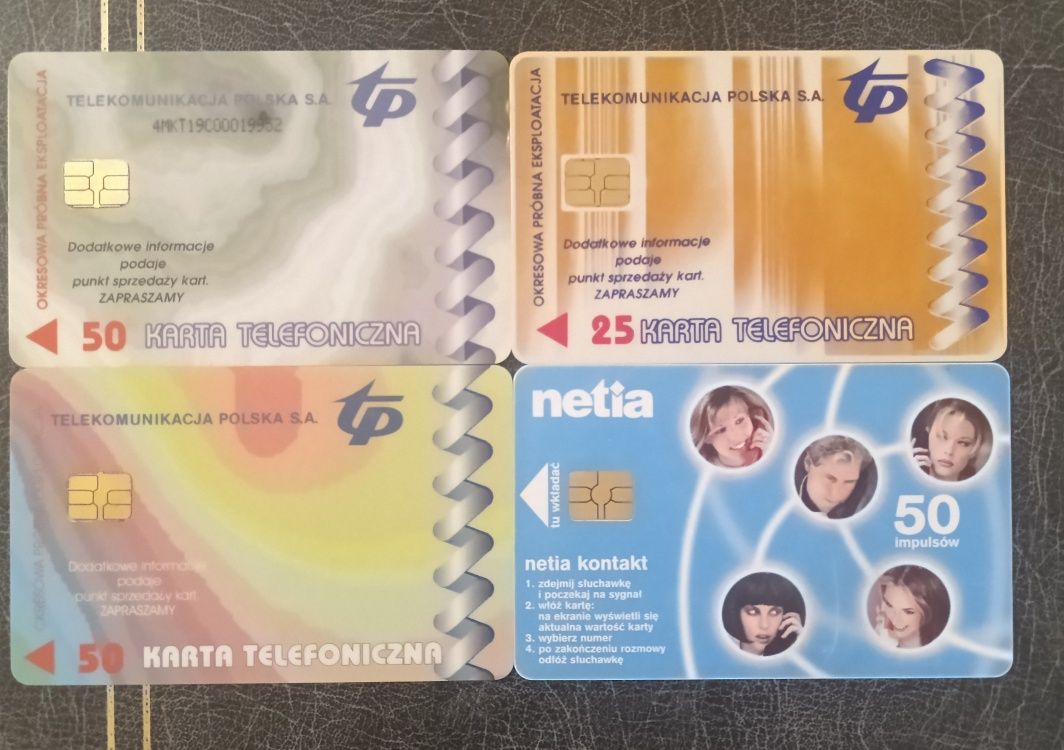 OKRESOWA PRÓBNA EKSPLOATACJA
TELEKOMUNIKACJA POLSKA S.A.
tp
4MKT19C00019952
Dodatkowe informacje
podaje
punkt sprzedaży kart.
ZAPRASZAMY
50 KARTA TELEFONICZNA
OKRESOWA PRÓBNA EKSPLOATACJA
TELEKOMUNIKACJA POLSKA S.A.
tp
Dodatkowe informacje
podaje
punkt sprzedaży kart.
ZAPRASZAMY
25 KARTA TELEFONICZNA
OKRESOWA
TELEKOMUNIKACJA POLSKA S.A.
tp
Dodatkowe informacje
podaje
punkt sprzedaży kart.
ZAPRASZAMY
50 KARTA TELEFONICZNA
netia
tu wkładać
50
impulsów
netia kontakt
1. zdejmij słuchawkę
i poczekaj na sygnał
2. włóż kartę:
na ekranie wyświetli się
aktualna wartość karty
3. wybierz numer
4. po zakończeniu rozmowy
odłóż słuchawkę